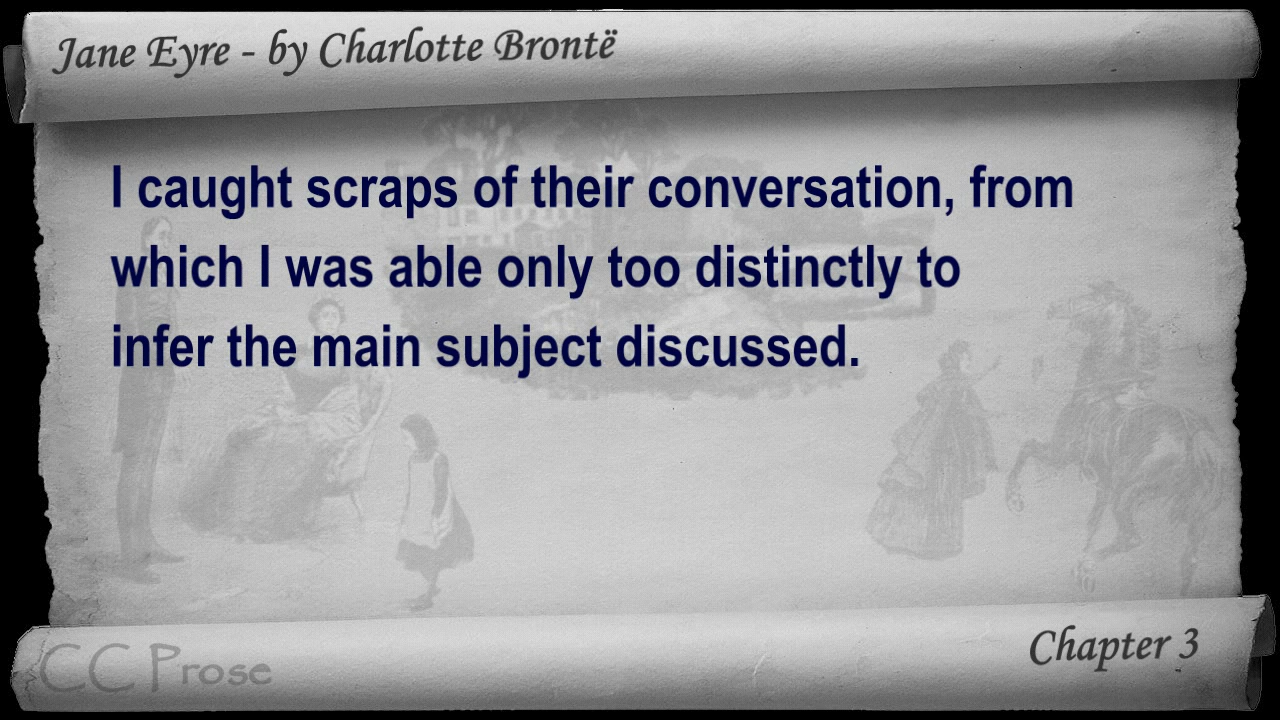 Jane Eyre - by Charlotte Brontë
I caught scraps of their conversation, from
which I was able only too distinctly to
infer the main subject discussed.
Chapter 3
CC Prose